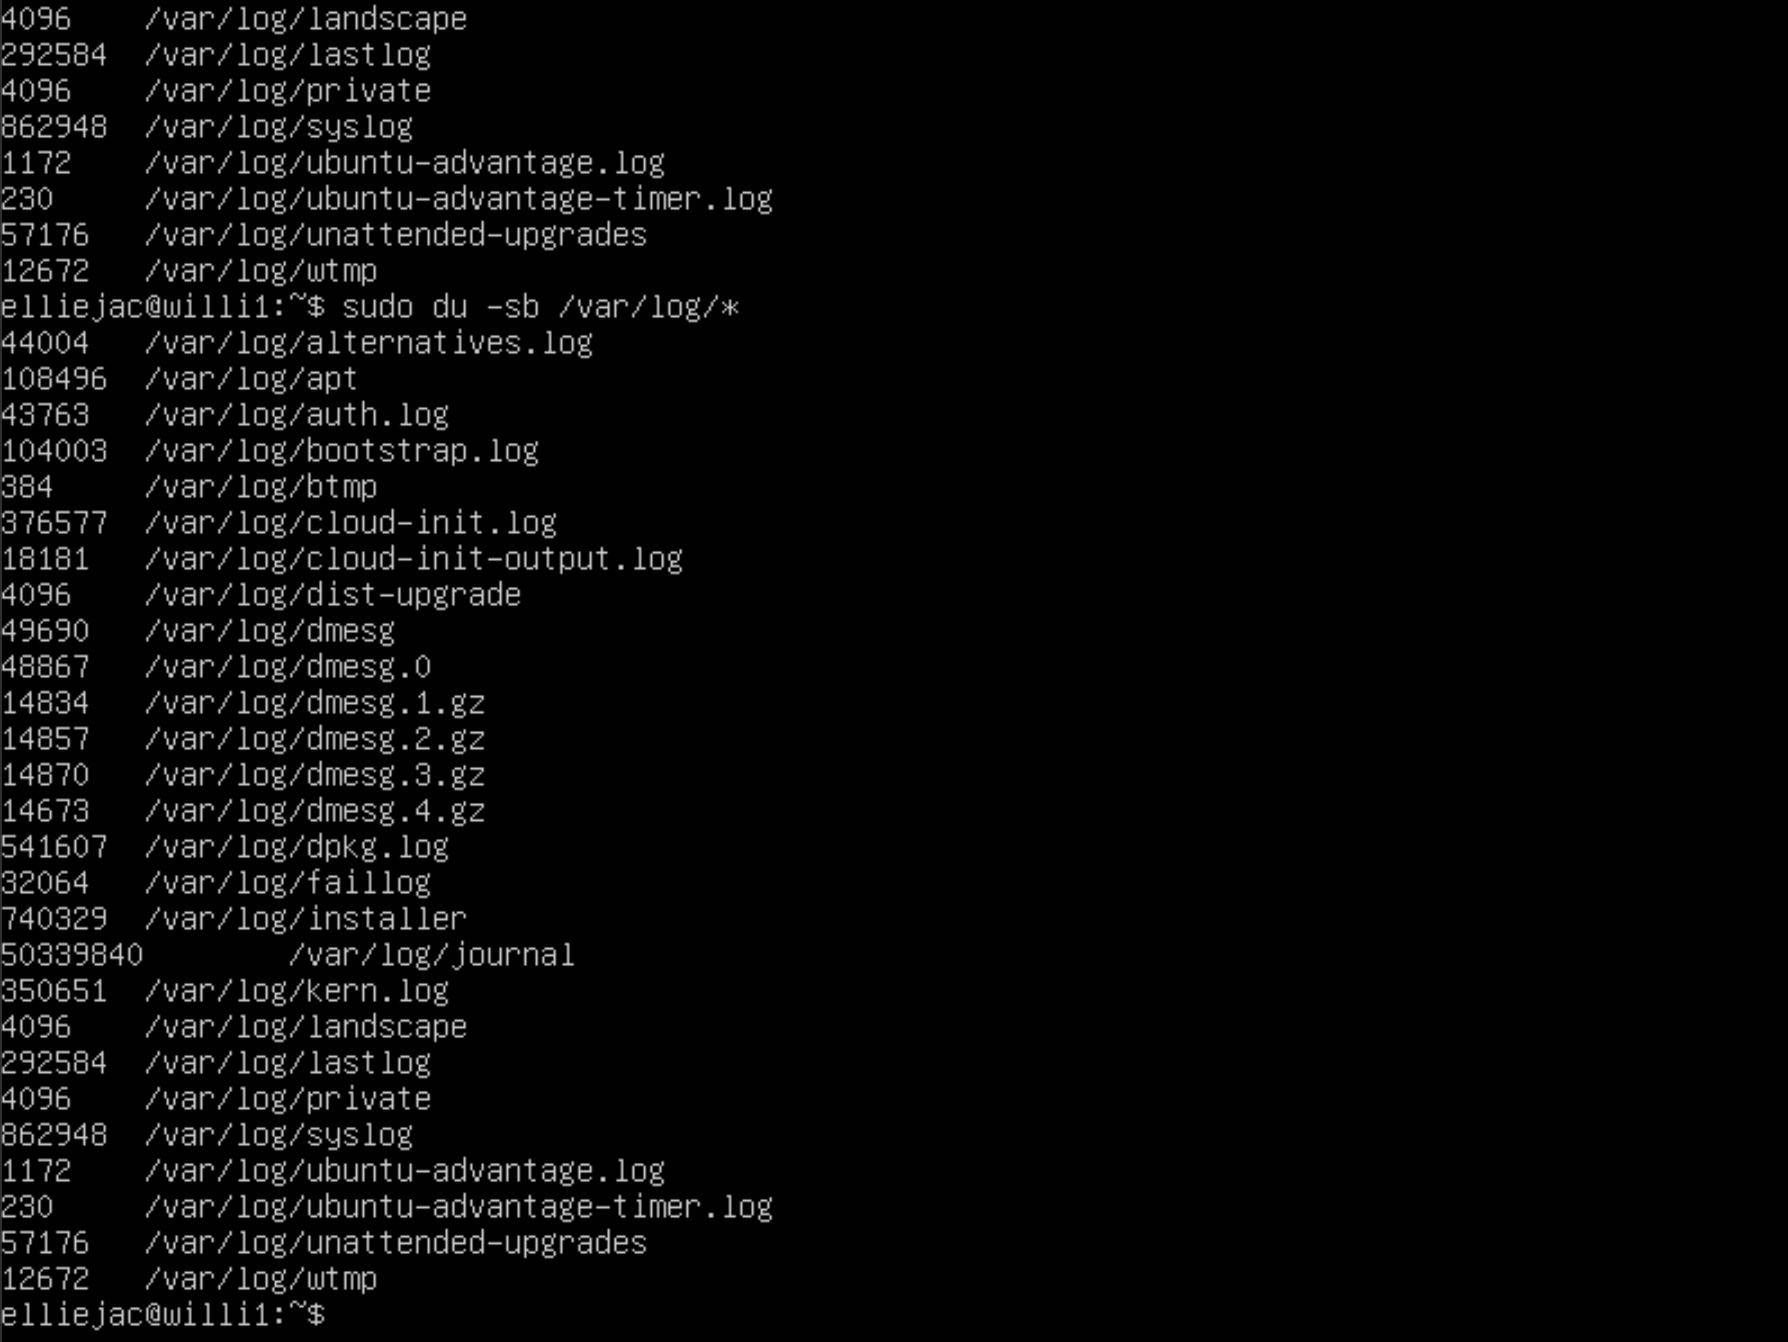 4096    /var/log/landscape
292584  /var/log/lastlog
4096    /var/log/private
862948  /var/log/syslog
1172    /var/log/ubuntu-advantage.log
230     /var/log/ubuntu-advantage-timer.log
57176   /var/log/unattended-upgrades
12672   /var/log/wtmp
elliejac@willi1:~$ sudo du -sb /var/log/*
44004   /var/log/alternatives.log
108496  /var/log/apt
43763   /var/log/auth.log
104003  /var/log/bootstrap.log
384     /var/log/btmp
376577  /var/log/cloud-init.log
18181   /var/log/cloud-init-output.log
4096    /var/log/dist-upgrade
49690   /var/log/dmesg
48867   /var/log/dmesg.0
14834   /var/log/dmesg.1.gz
14857   /var/log/dmesg.2.gz
14870   /var/log/dmesg.3.gz
14673   /var/log/dmesg.4.gz
541607  /var/log/dpkg.log
32064   /var/log/faillog
740329  /var/log/installer
50339840        /var/log/journal
350651  /var/log/kern.log
4096    /var/log/landscape
292584  /var/log/lastlog
4096    /var/log/private
862948  /var/log/syslog
1172    /var/log/ubuntu-advantage.log
230     /var/log/ubuntu-advantage-timer.log
57176   /var/log/unattended-upgrades
12672   /var/log/wtmp
elliejac@willi1:~$